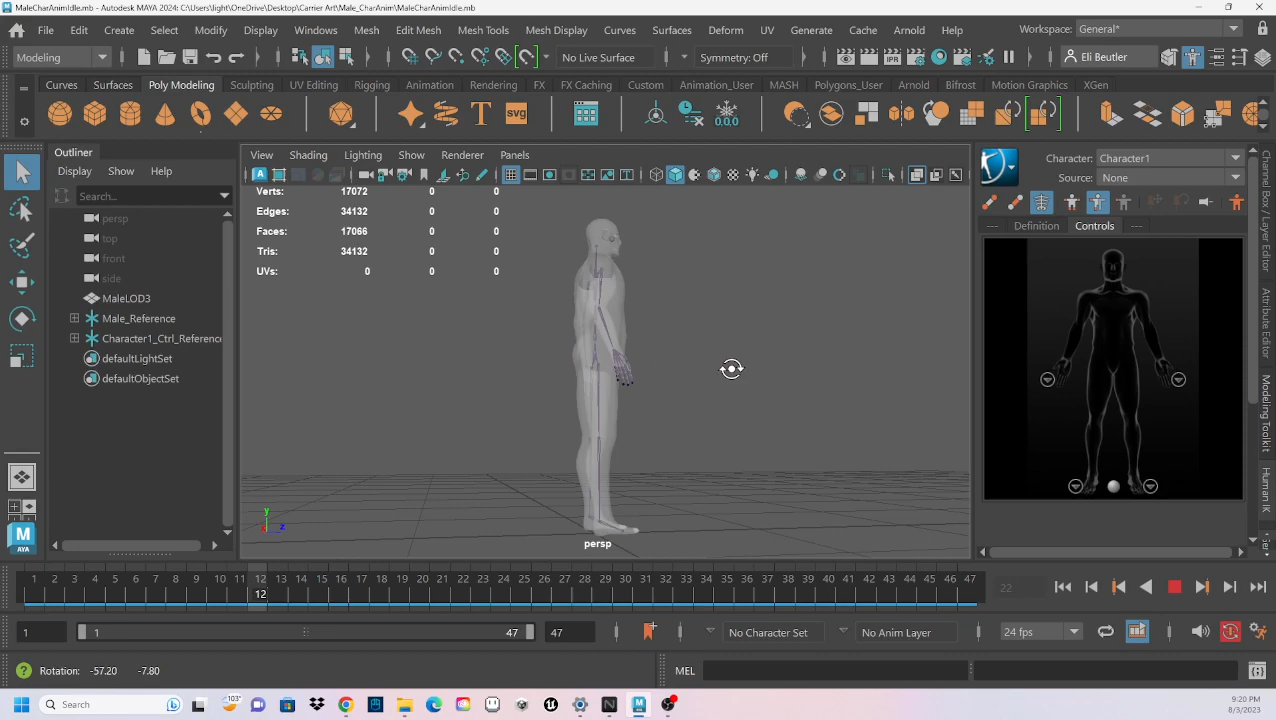 MaleCharAnimIdle.mb - Autodesk MAYA 2024: C:\Users\light\OneDrive\Desktop\Carrier Art\Male_CharAnim/MaleCharAnimIdle.mb
File Edit Create Select Modify Display Windows Mesh Edit Mesh Mesh Tools Mesh Display Curves Surfaces Deform UV Generate Cache Arnold Help
Workspace: General*
Modeling
No Live Surface
Symmetry: Off
Eli Beutler
Curves Surfaces Poly Modeling Sculpting UV Editing Rigging Animation Rendering FX FX Caching Custom Animation_User MASH Polygons_User Arnold Bifrost Motion Graphics XGen
T SVG
0,0,0
Outliner
Display Show Help
Search...
persp
top
front
side
MaleLOD3
Male_Reference
Character1_Ctrl_Reference
defaultLightSet
defaultObjectSet
View Shading Lighting Show Renderer Panels
Verts: 17072 0 0
Edges: 34132 0 0
Faces: 17066 0 0
Tris: 34132 0 0
UVs: 0 0 0
y
x z
persp
Character: Character1
Source: None
Definition Controls
Channel Box / Layer Editor
Modeling Toolkit
Human IK
M
AYA
1 2 3 4 5 6 7 8 9 10 11 12 13 14 15 16 17 18 19 20 21 22 23 24 25 26 27 28 29 30 31 32 33 34 35 36 37 38 39 40 41 42 43 44 45 46 47
12
22
1 1 47 47
No Character Set
No Anim Layer
24 fps
Rotation: -57.20 -7.80
MEL
Search
103°
9:20 PM
8/3/2023